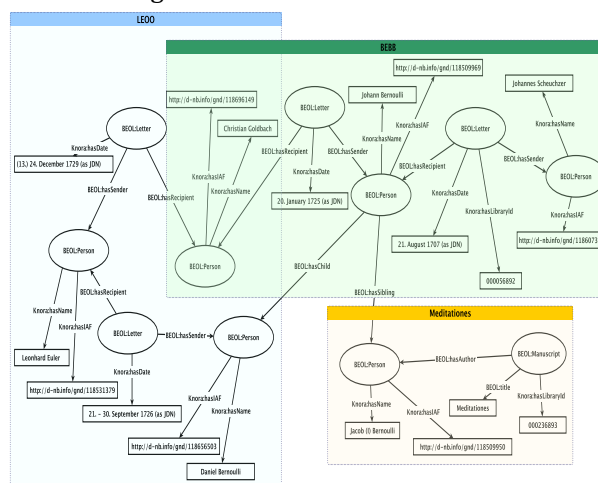 LEOO
BEBB
http://d-nb.info/gnd/118509969
Johannes Scheuchzer
http://d-nb.info/gnd/118696149
Johann Bernoulli
BEOL:Letter
BEOL:Letter
BEOL:Letter
Christian Goldbach
Knora:hasName
Knora:hasIAF
Knora:hasName
Knora:hasDate
BEOL:hasSender
(13.) 24. December 1729 (as JDN)
Knora:hasIAF
BEOL:hasRecipient
BEOL:hasRecipient
BEOL:hasSender
Knora:hasName
Knora:hasDate
BEOL:Person
BEOL:hasSender
BEOL:hasRecipient
BEOL:Person
Knora:hasDate
Knora:hasLibraryId
Knora:hasIAF
20. January 1725 (as JDN)
BEOL:Person
21. August 1707 (as JDN)
BEOL:Person
BEOL:hasChild
000056892
BEOL:hasRecipient
BEOL:hasSibling
Knora:hasName
Meditationes
Knora:hasIAF
BEOL:Letter
BEOL:hasSender
BEOL:Person
BEOL:Manuscript
Leonhard Euler
BEOL:hasAuthor
BEOL:Person
Knora:hasDate
BEOL:title
http://d-nb.info/gnd/118531379
Knora:hasIAF
Knora:hasLibraryId
Knora:hasName
Knora:hasName
Meditationes
Knora:hasIAF
21. – 30. September 1726 (as JDN)
000236893
Jacob (I) Bernoulli
http://d-nb.info/gnd/118656503
http://d-nb.info/gnd/118509950
Daniel Bernoulli